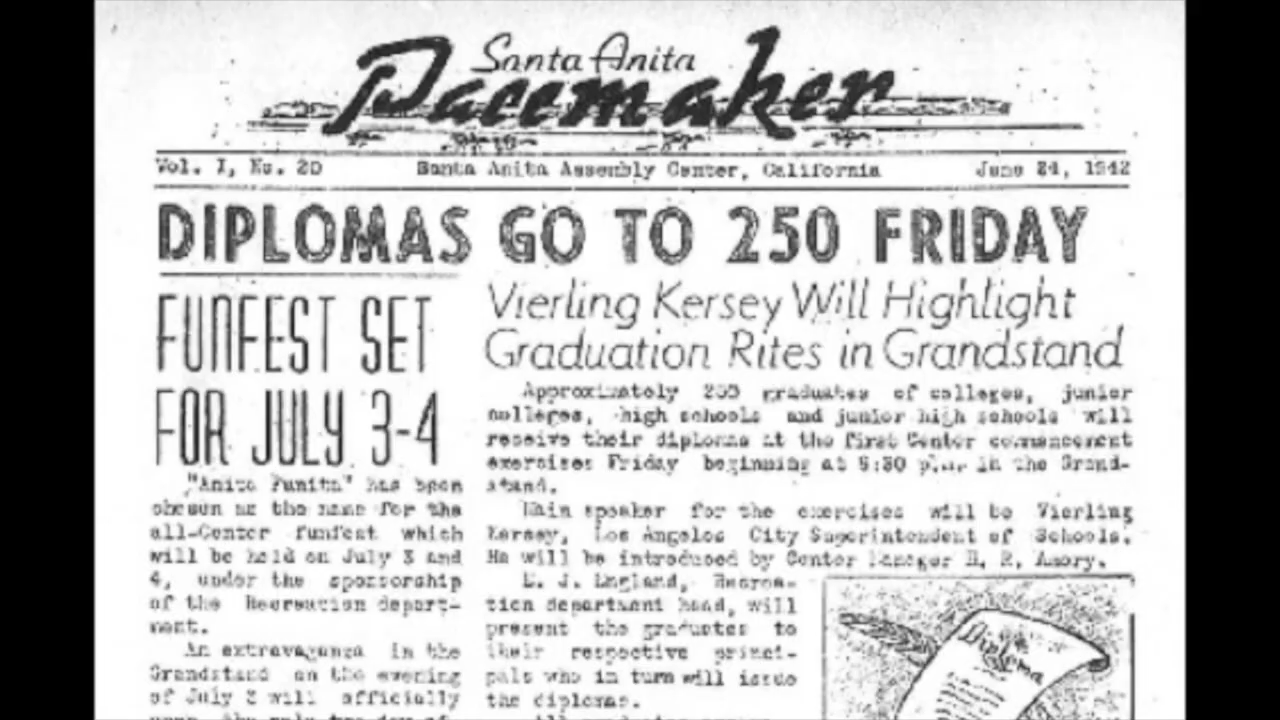 Santa Anita
Pacemaker
Vol. I, No. 20 Santa Anita Assembly Center, California June 24, 1942
DIPLOMAS GO TO 250 FRIDAY
FUNFEST SET
FOR JULY 3-4
"Anita Funita" has been
chosen as the name for the
all-Center funfest which
will be held on July 3 and
4, under the sponsorship
of the Recreation depart-
ment.
An extravaganza in the
Grandstand on the evening
of July 2 will officially
Vierling Kersey Will Highlight
Graduation Rites in Grandstand
Approximately 250 graduates of colleges, junior
colleges, high schools and junior high schools will
receive their diploma at the first Center commencement
exercises Friday beginning at 6:30 p.m. in the Grand-
stand.
Main speaker for the exercises will be Vierling
Kersey, Los Angeles City Superintendent of Schools.
He will be introduced by Center Manager H. R. Amory.
E. J. England, Recrea-
tion department head, will
present the graduates to
their respective princi-
pals who in turn will issue
the diplomas.
Diploma